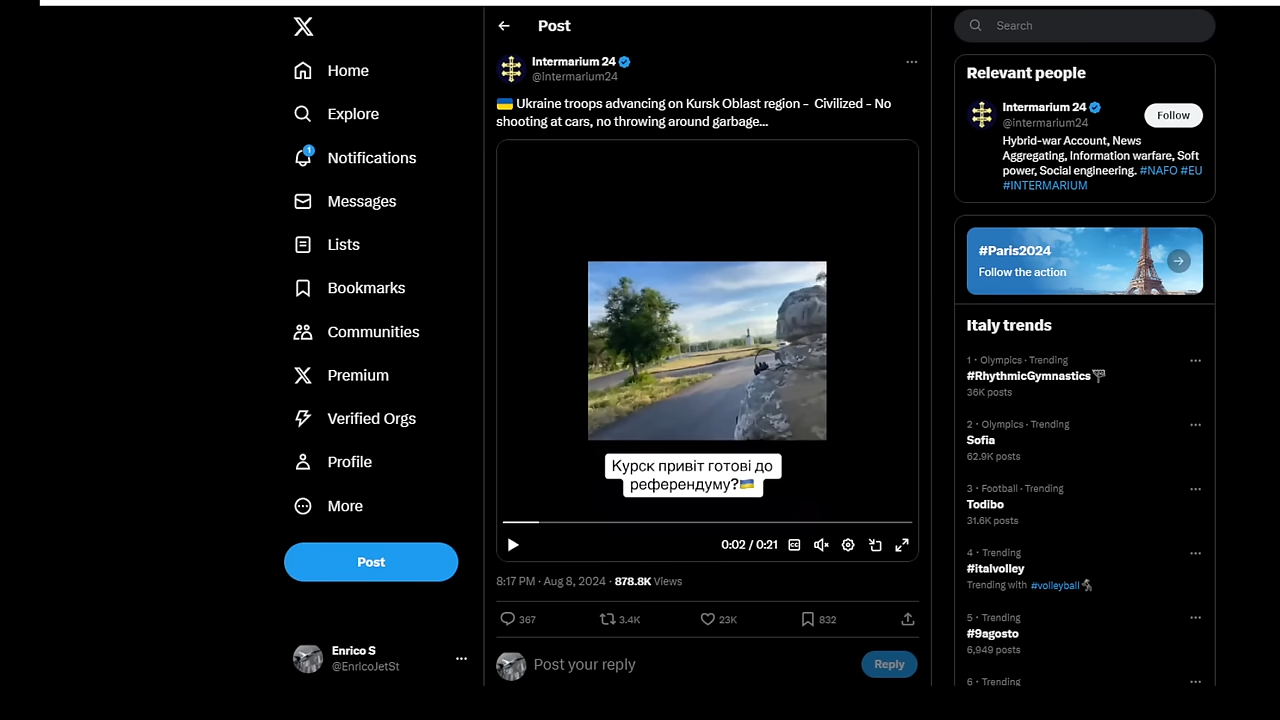 Home
Explore
1
Notifications
Messages
Lists
Bookmarks
Communities
Premium
Verified Orgs
Profile
More
Post
Enrico S
@EnricoJetSt
Post
Intermarium 24
@intermarium24
🇺🇦 Ukraine troops advancing on Kursk Oblast region - Civilized - No
shooting at cars, no throwing around garbage...
Курск привіт готові до
референдуму?🇺🇦
0:02 / 0:21
8:17 PM · Aug 8, 2024 · 878.8K Views
367 3.4K 23K 832
Post your reply
Reply
Search
Relevant people
Intermarium 24
@intermarium24
Follow
Hybrid-war Account, News
Aggregating, Information warfare, Soft
power, Social engineering. #NAFO #EU
#INTERMARIUM
#Paris2024
Follow the action
Italy trends
1 · Olympics · Trending
#RhythmicGymnastics
36K posts
2 · Olympics · Trending
Sofia
62.9K posts
3 · Football · Trending
Todibo
31.6K posts
4 · Trending
#italvolley
Trending with #volleyball
5 · Trending
#9agosto
6,949 posts
6 · Trending